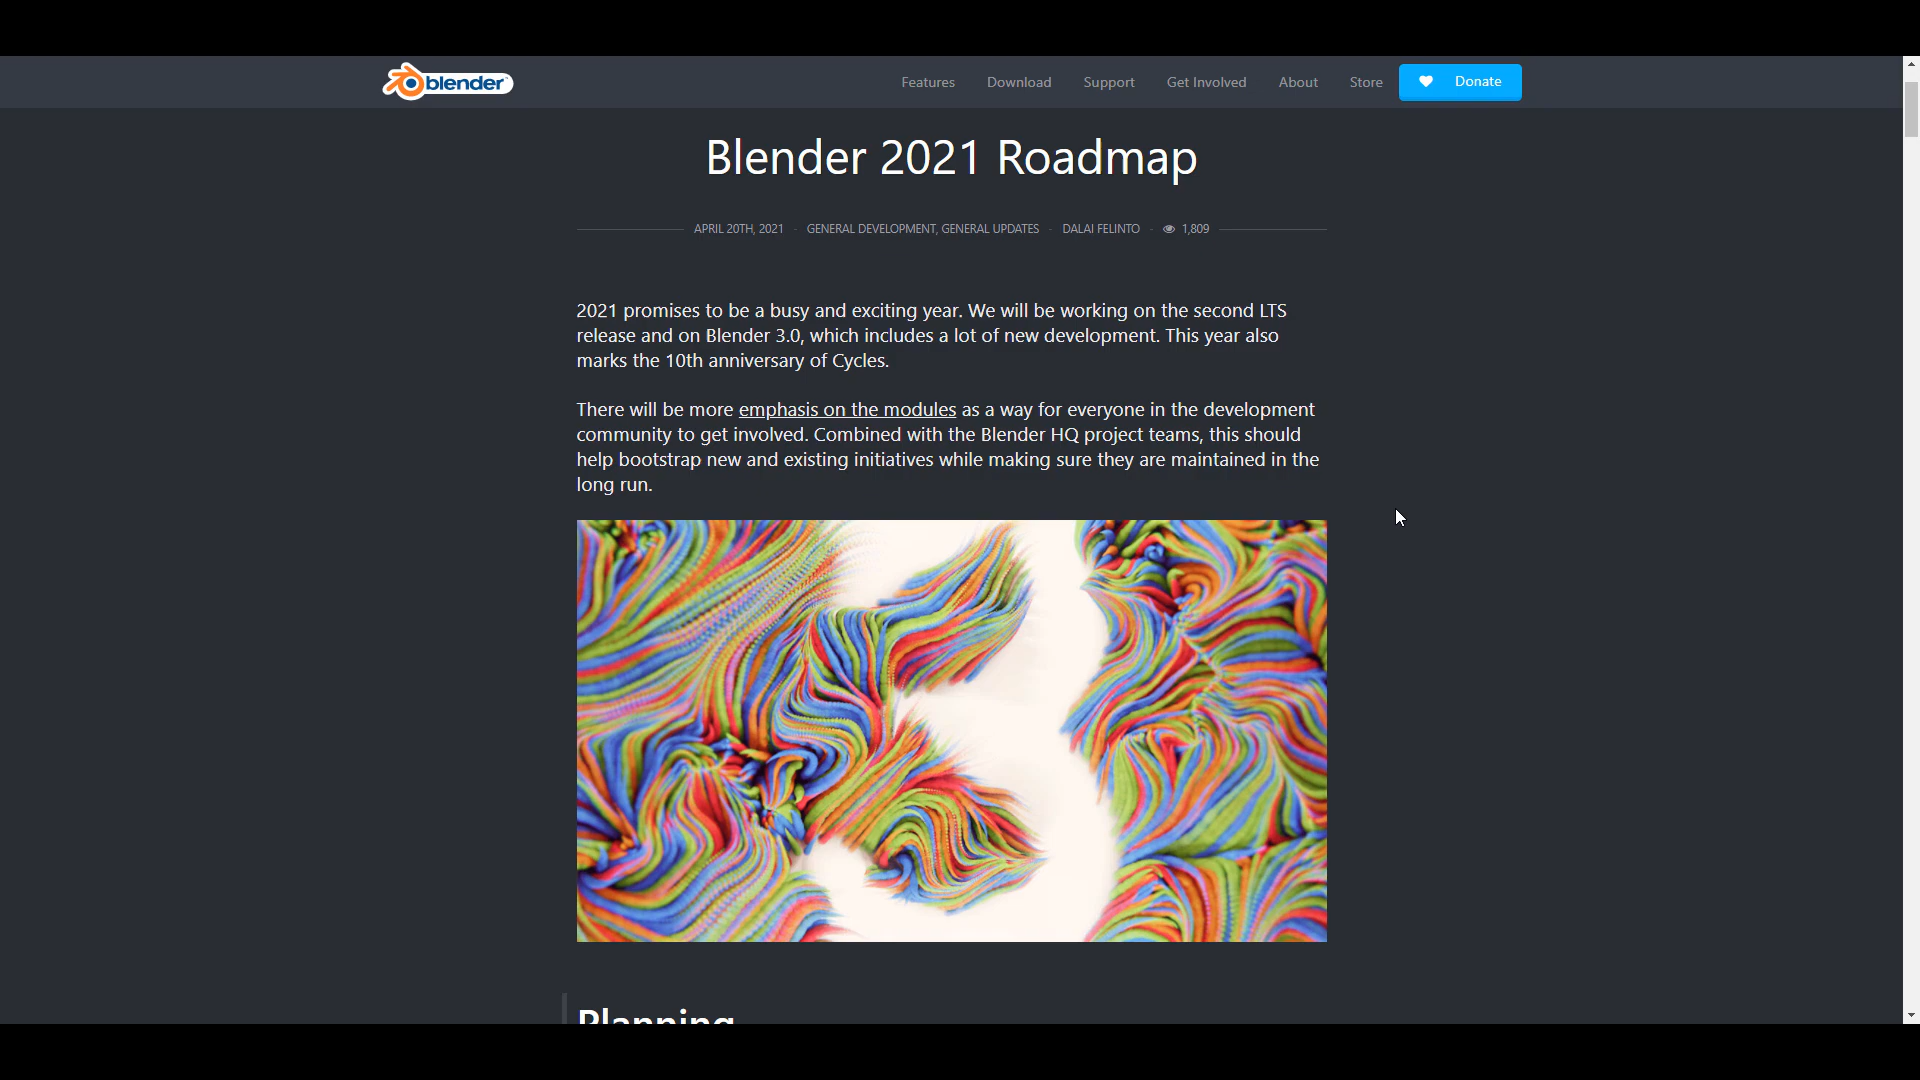 blender
Features Download Support Get Involved About Store Donate
Blender 2021 Roadmap
APRIL 20TH, 2021 - GENERAL DEVELOPMENT, GENERAL UPDATES - DALAI FELINTO - 1,809
2021 promises to be a busy and exciting year. We will be working on the second LTS
release and on Blender 3.0, which includes a lot of new development. This year also
marks the 10th anniversary of Cycles.
There will be more emphasis on the modules as a way for everyone in the development
community to get involved. Combined with the Blender HQ project teams, this should
help bootstrap new and existing initiatives while making sure they are maintained in the
long run.
Planning